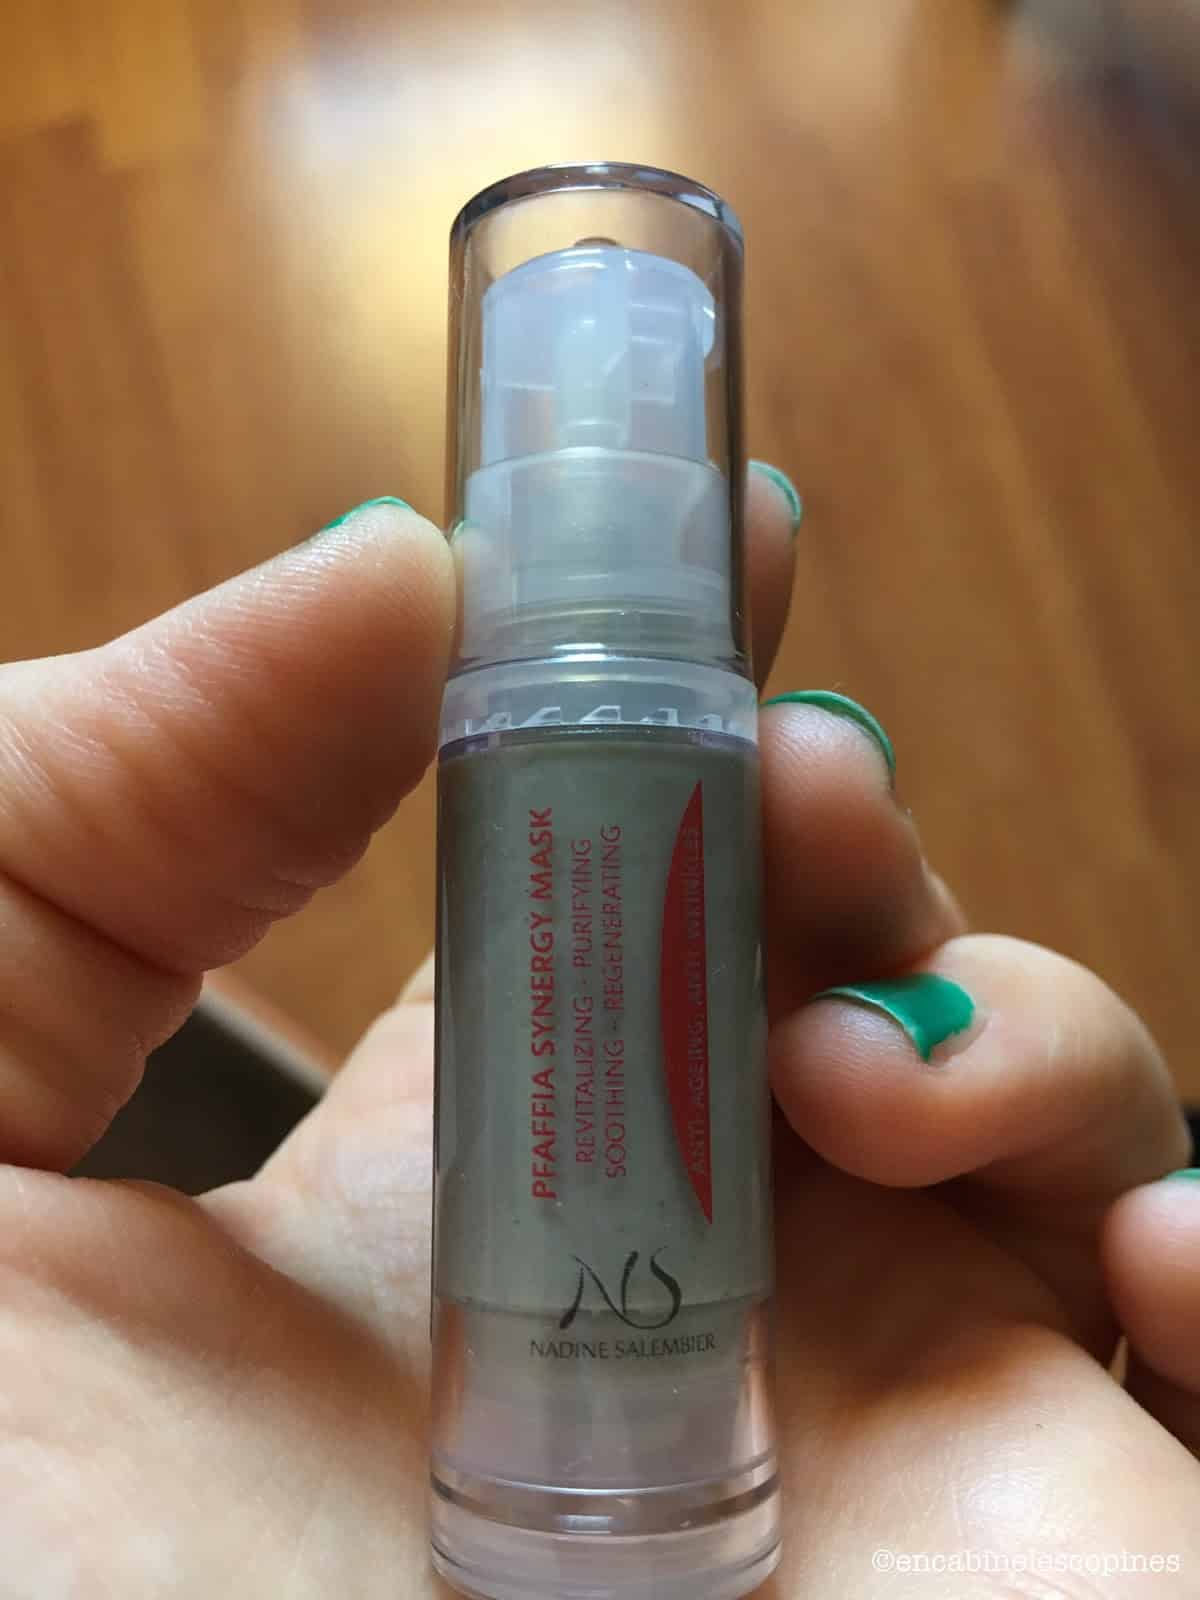 PFAFFIA SYNERGY MASK
REVITALIZING - PURIFYING
SOOTHING - REGENERATING
ANTI-AGEING, ANTI-WRINKLES
NS
NADINE SALEMBIER
©encabinelescopines